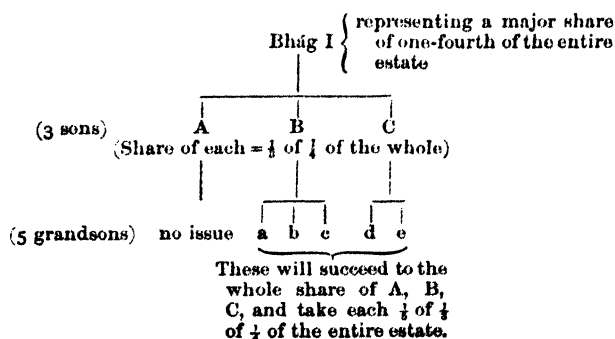 Bhág I { representing a major share
of one-fourth of the entire
estate
(3 sons) A B C
(Share of each = ⅓ of ¼ of the whole)
(5 grandsons) no issue a b c d e
These will succeed to the
whole share of A, B,
C, and take each ⅕ of ⅓
of ¼ of the entire estate.